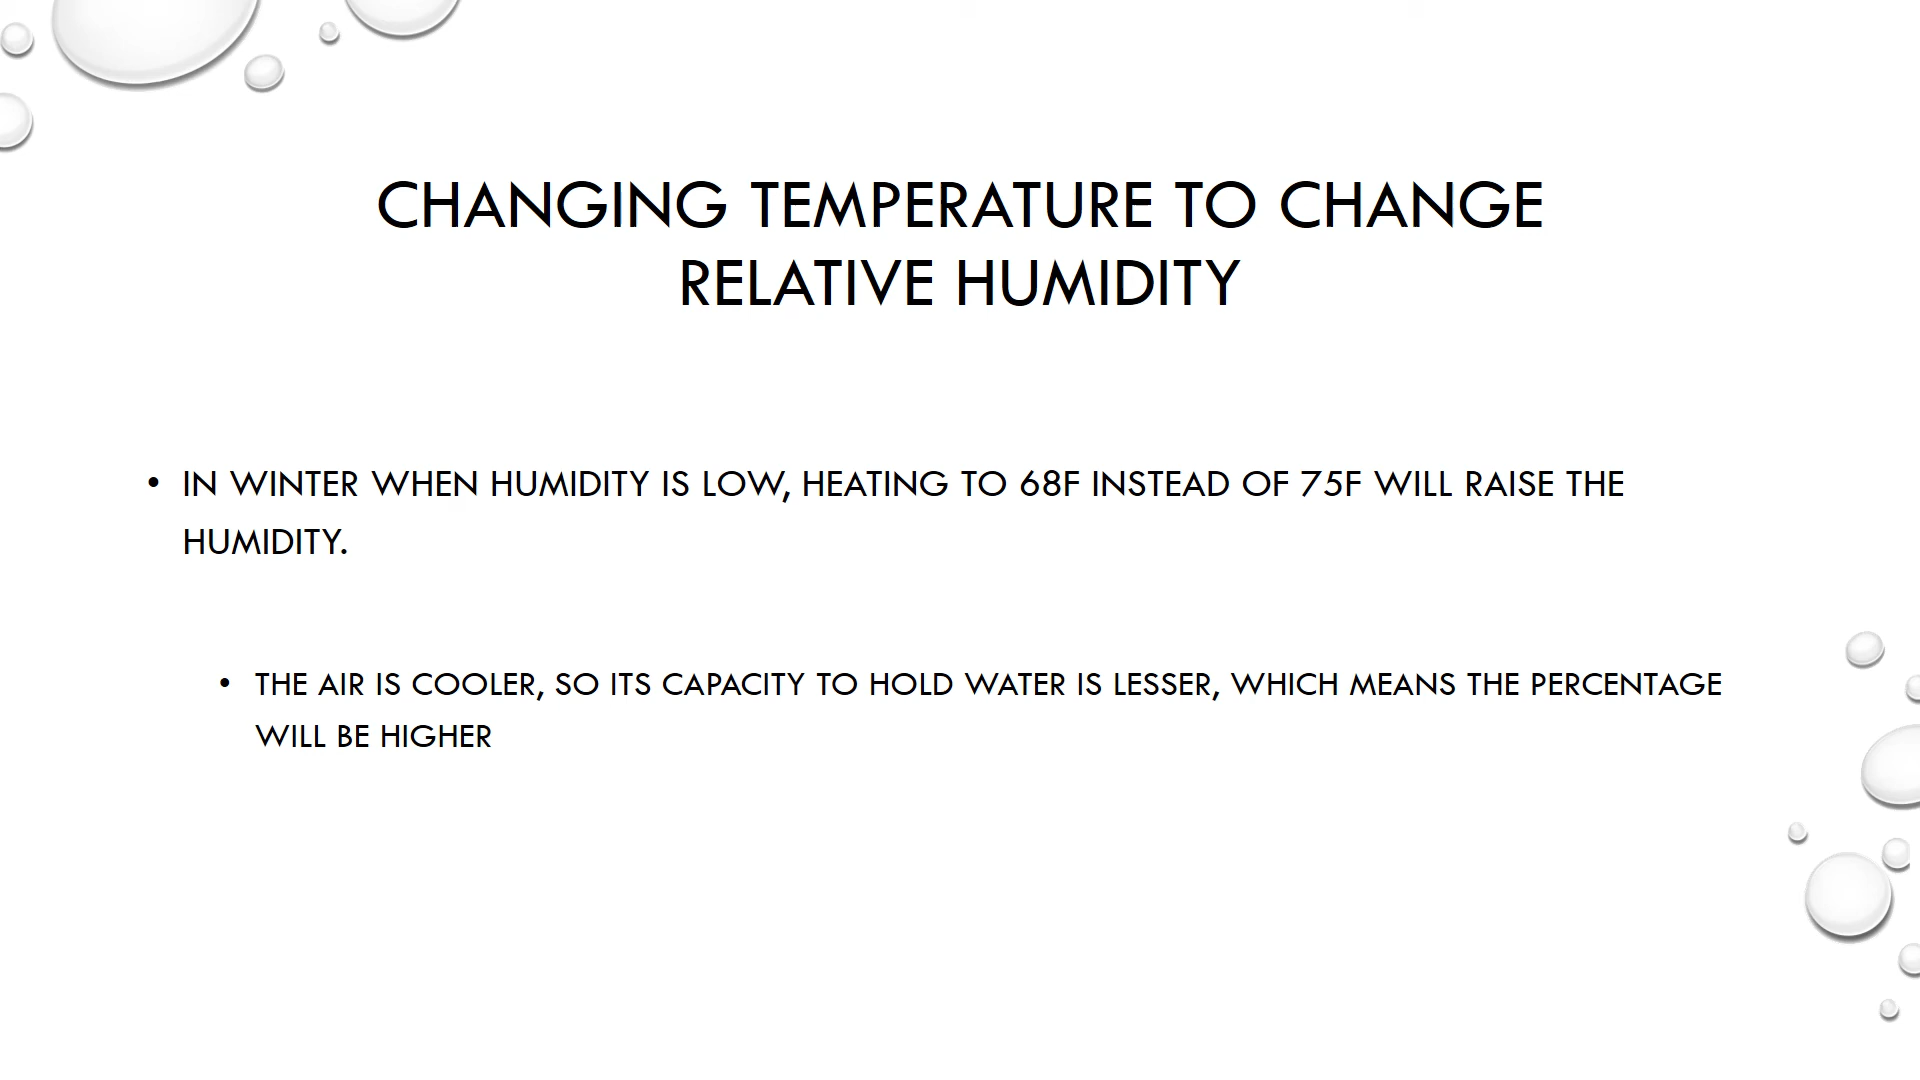 CHANGING TEMPERATURE TO CHANGE
RELATIVE HUMIDITY
• IN WINTER WHEN HUMIDITY IS LOW, HEATING TO 68F INSTEAD OF 75F WILL RAISE THE
HUMIDITY.
• THE AIR IS COOLER, SO ITS CAPACITY TO HOLD WATER IS LESSER, WHICH MEANS THE PERCENTAGE
WILL BE HIGHER